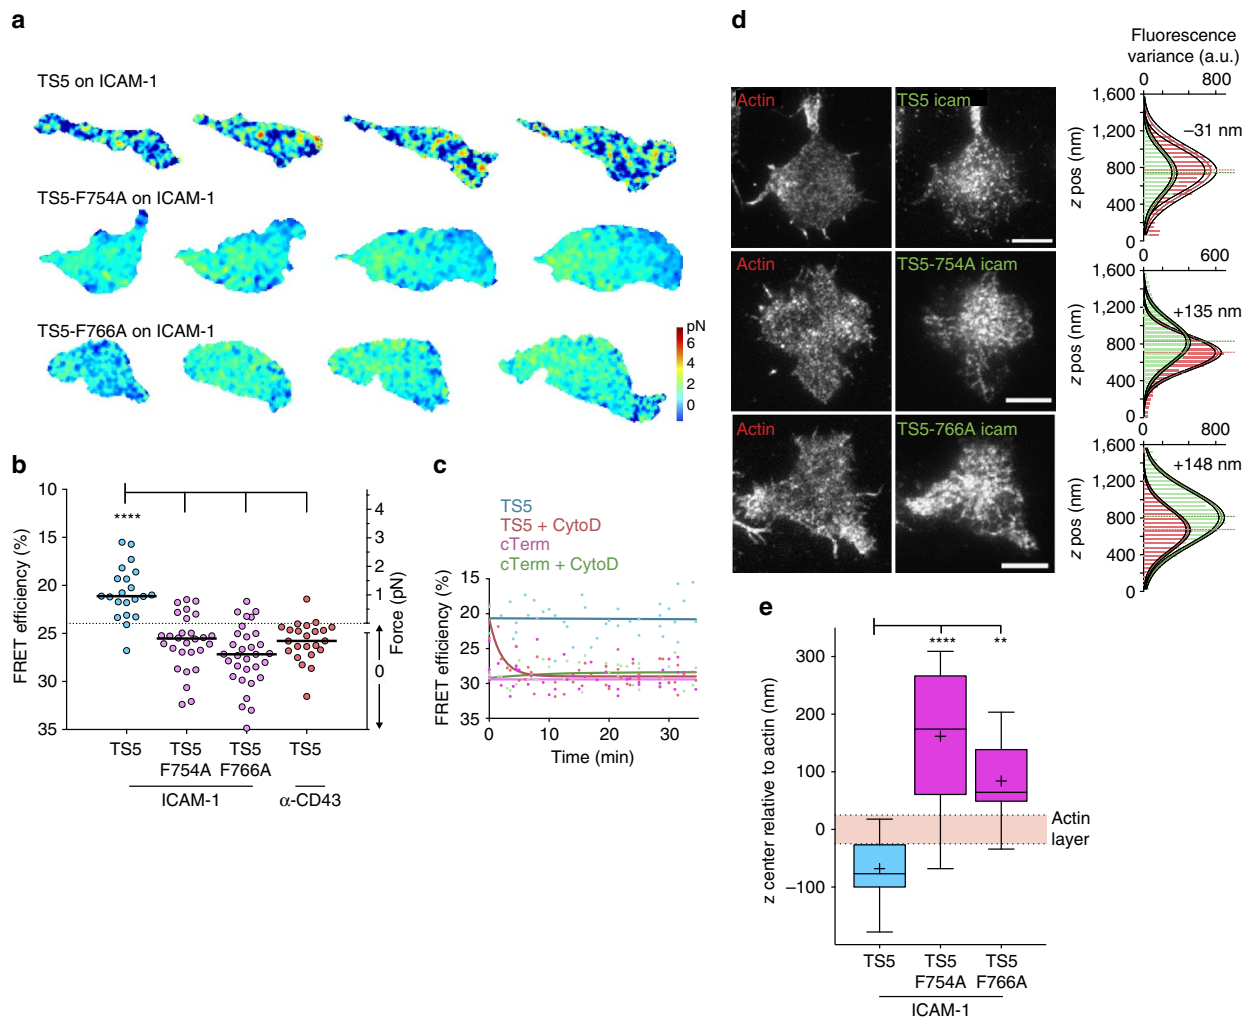 a
TS5 on ICAM-1
TS5-F754A on ICAM-1
TS5-F766A on ICAM-1
pN
6
4
2
0
b
10
15
20
25
30
35
FRET efficiency (%)
****
4
3
2
1
0
Force (pN)
TS5
TS5
F754A
TS5
F766A
TS5
ICAM-1
α-CD43
c
TS5
TS5 + CytoD
cTerm
cTerm + CytoD
15
20
25
30
35
FRET efficiency (%)
0
10
20
30
Time (min)
d
Actin
TS5 icam
Actin
TS5-754A icam
Actin
TS5-766A icam
Fluorescence
variance (a.u.)
0
800
1,600
1,200
800
400
0
z pos (nm)
–31 nm
0
600
1,600
1,200
800
400
0
z pos (nm)
+135 nm
0
800
1,600
1,200
800
400
0
z pos (nm)
+148 nm
e
300
200
100
0
–100
z center relative to actin (nm)
****
**
Actin
layer
TS5
TS5
F754A
TS5
F766A
ICAM-1